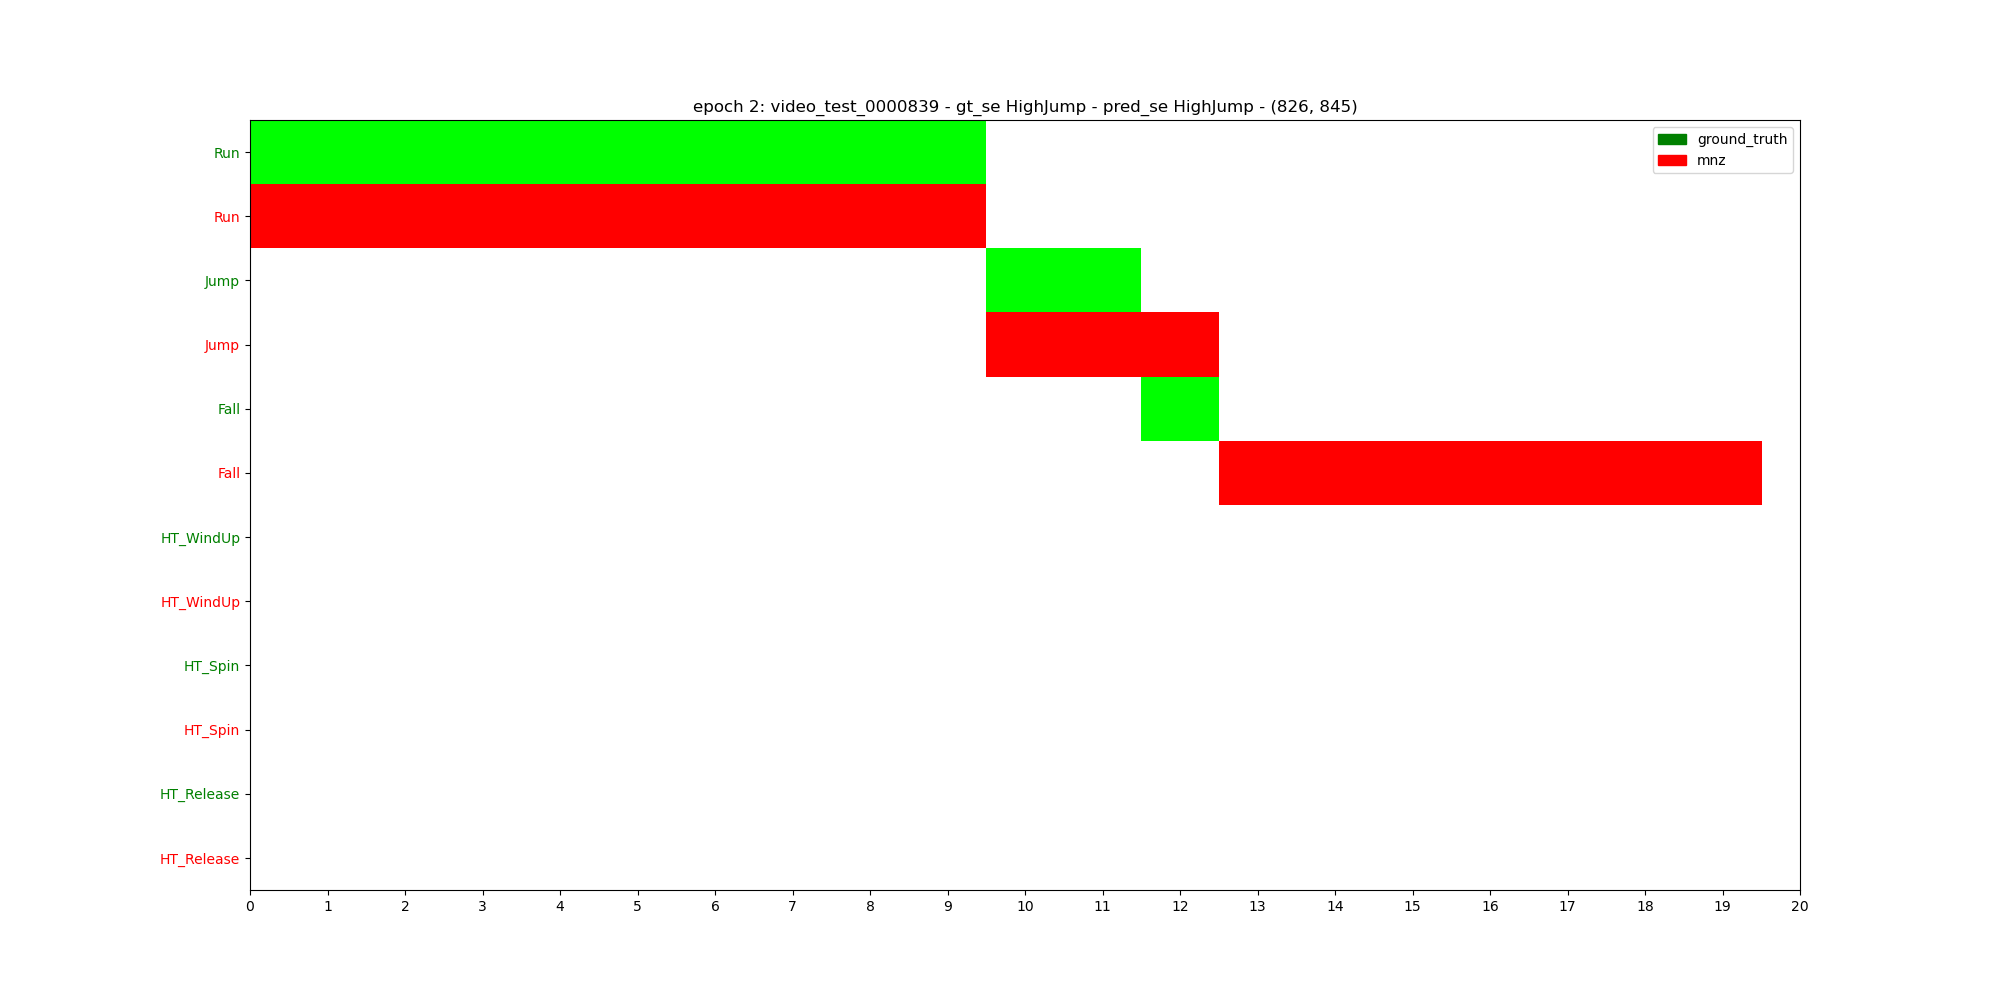 epoch 2: video_test_0000839 - gt_se HighJump - pred_se HighJump - (826, 845)
ground_truth
mnz
Run
Run
Jump
Jump
Fall
Fall
HT_WindUp
HT_WindUp
HT_Spin
HT_Spin
HT_Release
HT_Release
0 1 2 3 4 5 6 7 8 9 10 11 12 13 14 15 16 17 18 19 20